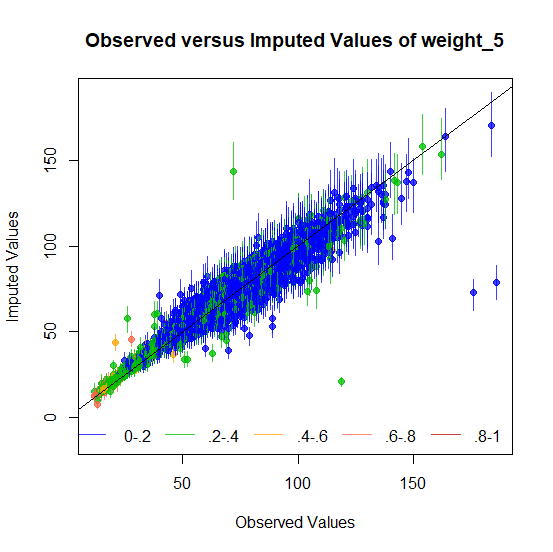 Observed versus Imputed Values of weight_5
Imputed Values
150
100
50
0
0-.2 .2-.4 .4-.6 .6-.8 .8-1
50 100 150
Observed Values